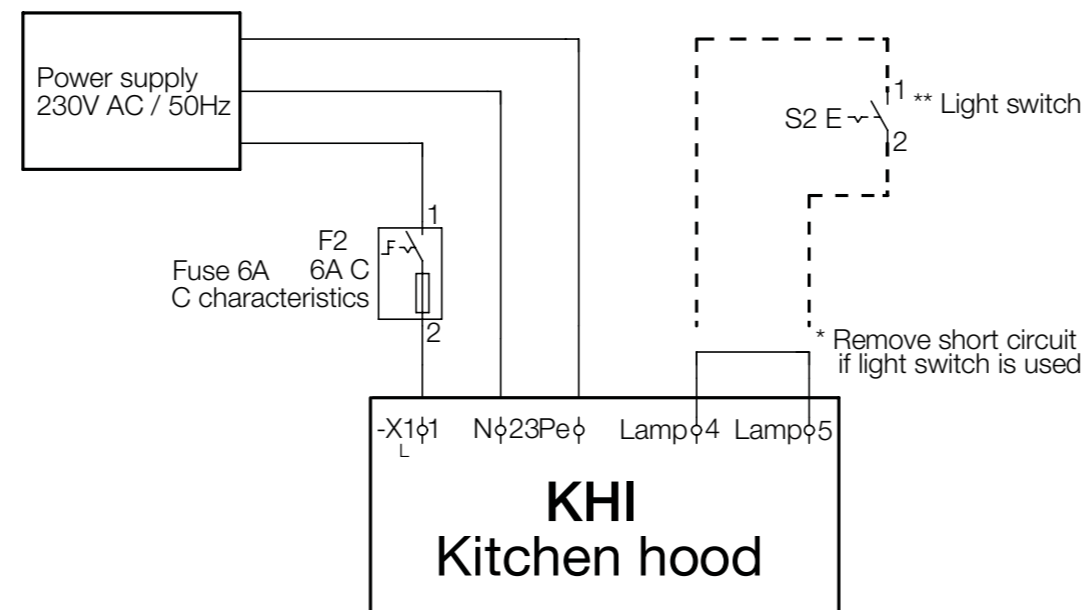 Power supply
230V AC / 50Hz
1
** Light switch
S2 E
2
1
F2
Fuse 6A 6A C
C characteristics
2
* Remove short circuit
if light switch is used
-X1 1 N 2 3 Pe Lamp 4 Lamp 5
L
KHI
Kitchen hood